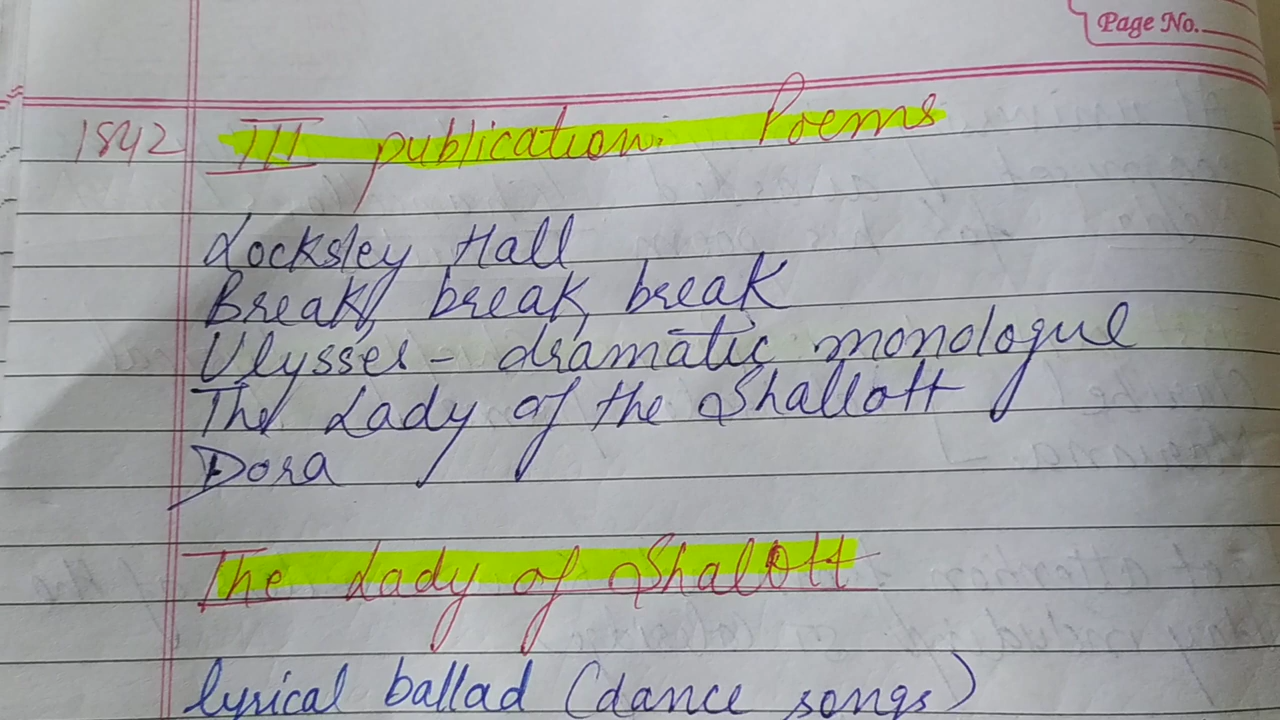 Page No.
1842 III publication. Poems
Locksley Hall
Break, break, break
Ulysses - dramatic monologue
The Lady of the Shallott
Dora
The Lady of Shalott
lyrical ballad (dance songs)